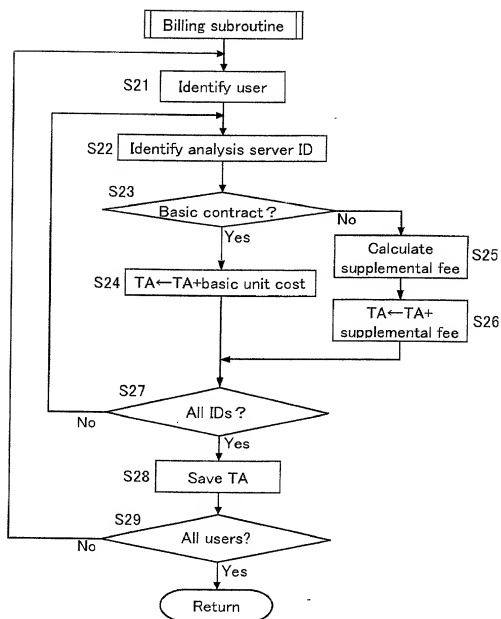 Billing subroutine
S21
Identify user
S22
Identify analysis server ID
S23
Basic contract?
No
Yes
S24
TA←TA+basic unit cost
Calculate
supplemental fee
S25
TA←TA+
supplemental fee
S26
S27
All IDs?
No
Yes
S28
Save TA
S29
All users?
No
Yes
Return